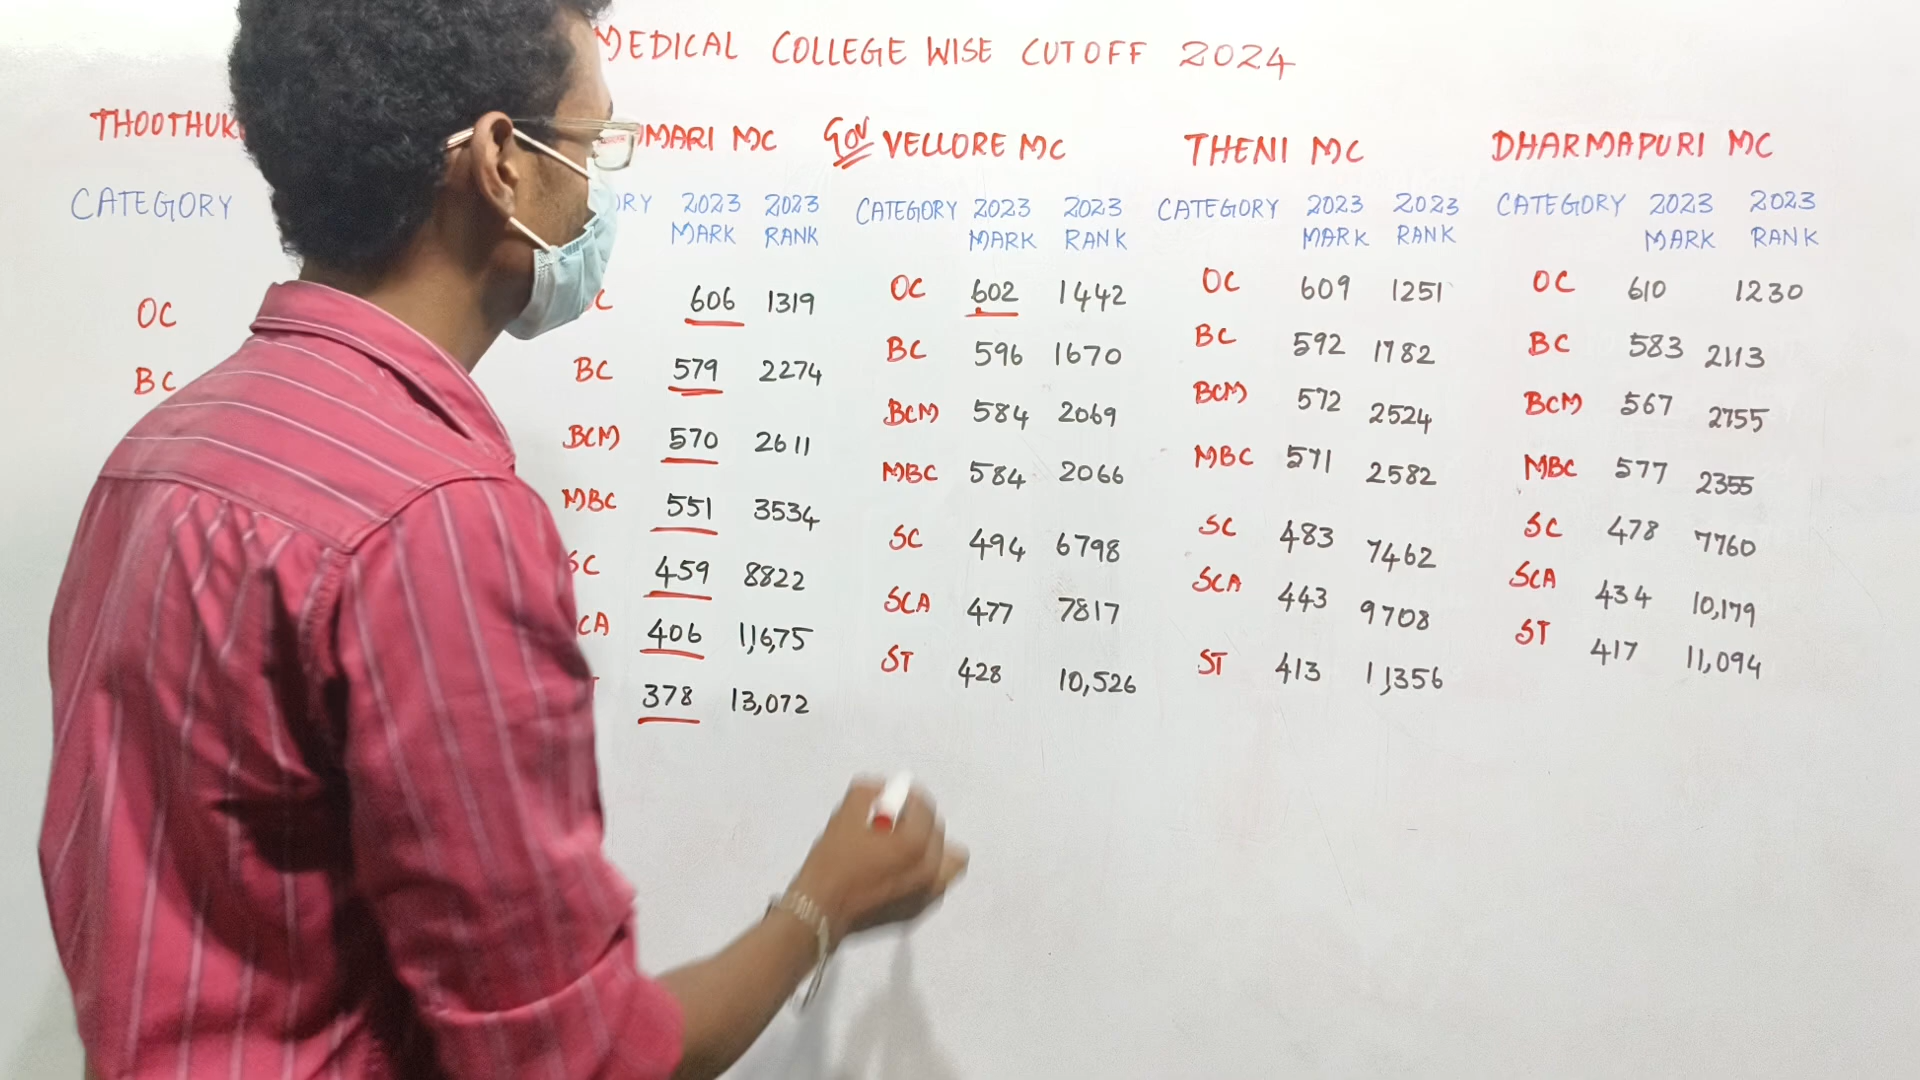 MEDICAL COLLEGE WISE CUTOFF 2024
THOOTHUK
CATEGORY
OC
BC
MARI MC
2023 MARK 2023 RANK
606 1319
BC 579 2274
BCM 570 2611
MBC 551 3534
SC 459 8822
CA 406 11,675
378 13,072
Gov VELLORE MC
CATEGORY 2023 MARK 2023 RANK
OC 602 1442
BC 596 1670
BCM 584 2069
MBC 584 2066
SC 494 6798
SCA 477 7817
ST 428 10,526
THENI MC
CATEGORY 2023 MARK 2023 RANK
OC 609 1251
BC 592 1782
BCM 572 2524
MBC 571 2582
SC 483 7462
SCA 443 9708
ST 413 11,356
DHARMAPURI MC
CATEGORY 2023 MARK 2023 RANK
OC 610 1230
BC 583 2113
BCM 567 2755
MBC 577 2355
SC 478 7760
SCA 434 10,179
ST 417 11,094